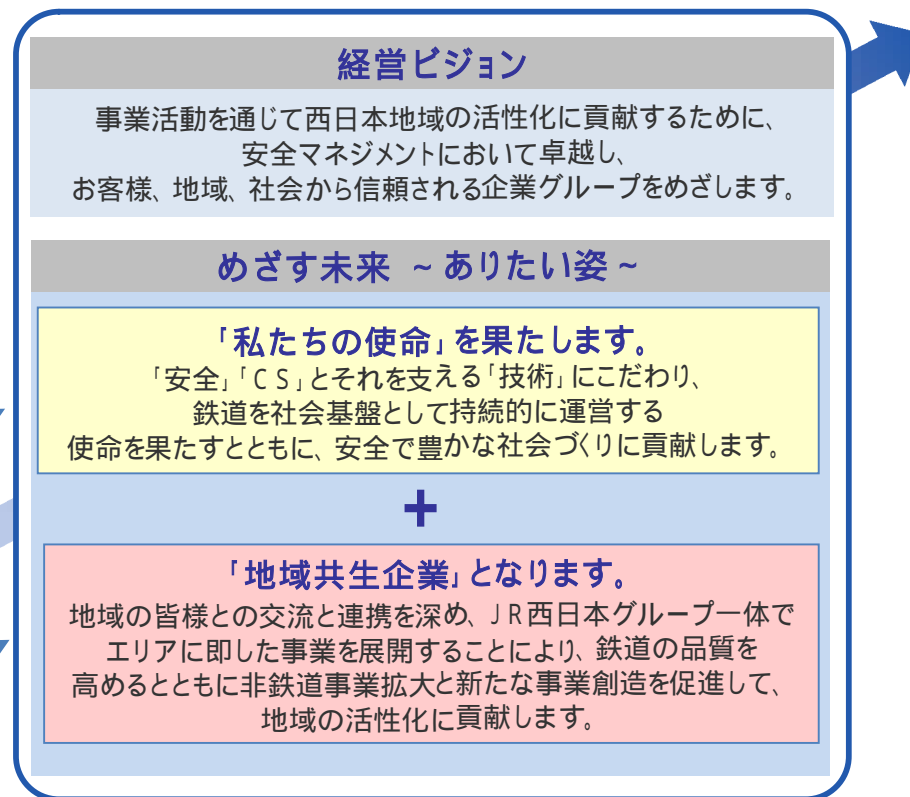 経営ビジョン
事業活動を通じて西日本地域の活性化に貢献するために、
安全マネジメントにおいて卓越し、
お客様、地域、社会から信頼される企業グループをめざします。
めざす未来 ~ありたい姿~
「私たちの使命」を果たします。
「安全」「CS」とそれを支える「技術」にこだわり、
鉄道を社会基盤として持続的に運営する
使命を果たすとともに、安全で豊かな社会づくりに貢献します。
+
「地域共生企業」となります。
地域の皆様との交流と連携を深め、JR西日本グループ一体で
エリアに即した事業を展開することにより、鉄道の品質を
高めるとともに非鉄道事業拡大と新たな事業創造を促進して、
地域の活性化に貢献します。